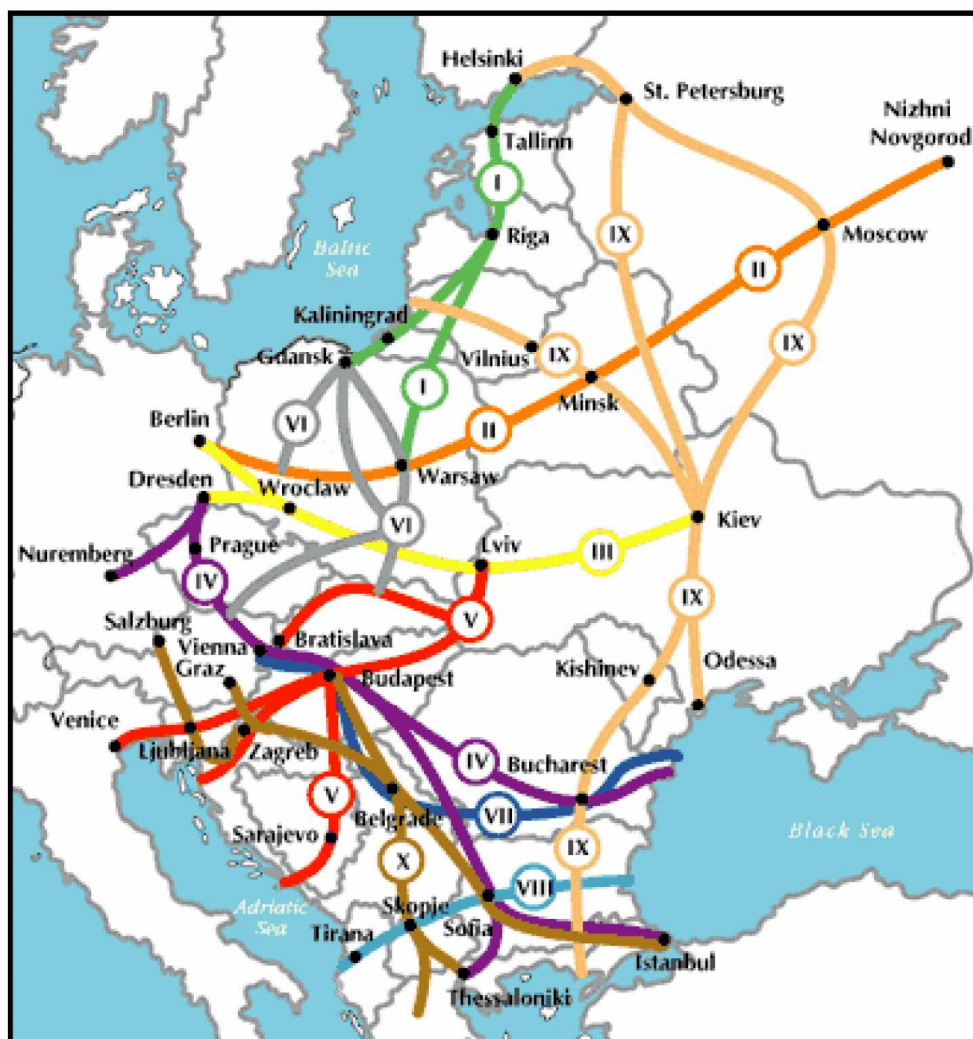 Helsinki
St. Petersburg
Nizhni
Novgorod
Tallinn
I
Riga
IX
Moscow
Baltic
Sea
II
Kaliningrad
Gdansk
Vilnius
IX
IX
Minsk
VI
I
Berlin
II
Warsaw
Dresden
Wroclaw
VI
Kiev
Nuremberg
Prague
Lviv
III
IV
Salzburg
V
IX
Vienna
Bratislava
Graz
Budapest
Kishinev
Odessa
Venice
Ljubljana
Zagreb
IV
Bucharest
V
Belgrade
VII
Sarajevo
Black Sea
X
IX
VIII
Adriatic
Sea
Skopje
Tirana
Sofia
Istanbul
Thessaloniki